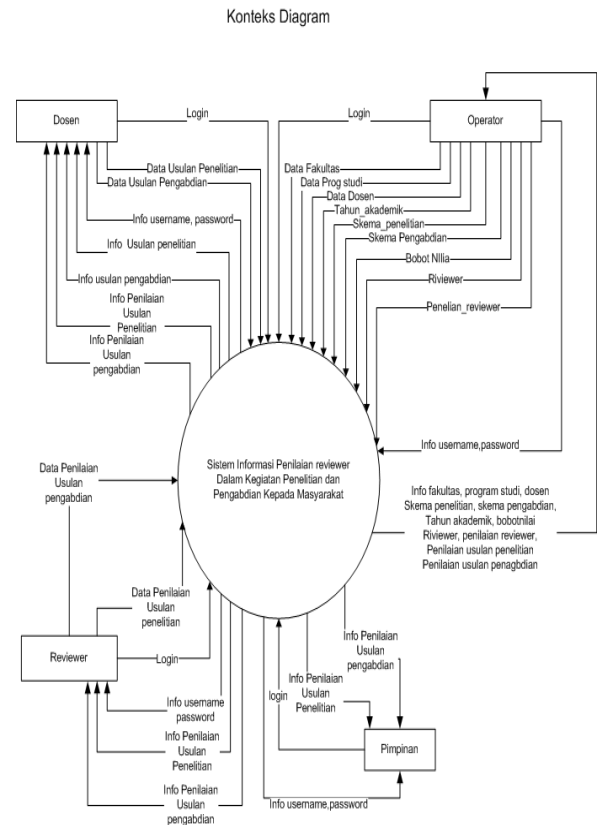 Konteks Diagram
Dosen
Login
Login
Operator
Data Usulan Penelitian
Data Usulan Pengabdian
Data Fakultas
Data Prog studi
Data Dosen
Tahun_akademik
Skema_penelitian
Skema Pengabdian
Bobot NIlia
Riviewer
Penelian_reviewer
Info username, password
Info Usulan penelitian
Info usulan pengabdian
Info Penilaian
Usulan
Penelitian
Info Penilaian
Usulan
pengabdian
Info username,password
Sistem Informasi Penilaian reviewer
Dalam Kegiatan Penelitian dan
Pengabdian Kepada Masyarakat
Info fakultas, program studi, dosen
Skema penelitian, skema pengabdian,
Tahun akademik, bobotnilai
Riviewer, penilaian reviewer,
Penilaian usulan penelitian
Penilaian usulan penagbdian
Data Penilaian
Usulan
pengabdian
Data Penilaian
Usulan
penelitian
Reviewer
Login
Info username
password
Info Penilaian
Usulan
Penelitian
Info Penilaian
Usulan
pengabdian
login
Info Penilaian
Usulan
Penelitian
Info Penilaian
Usulan
pengabdian
Pimpinan
Info username,password